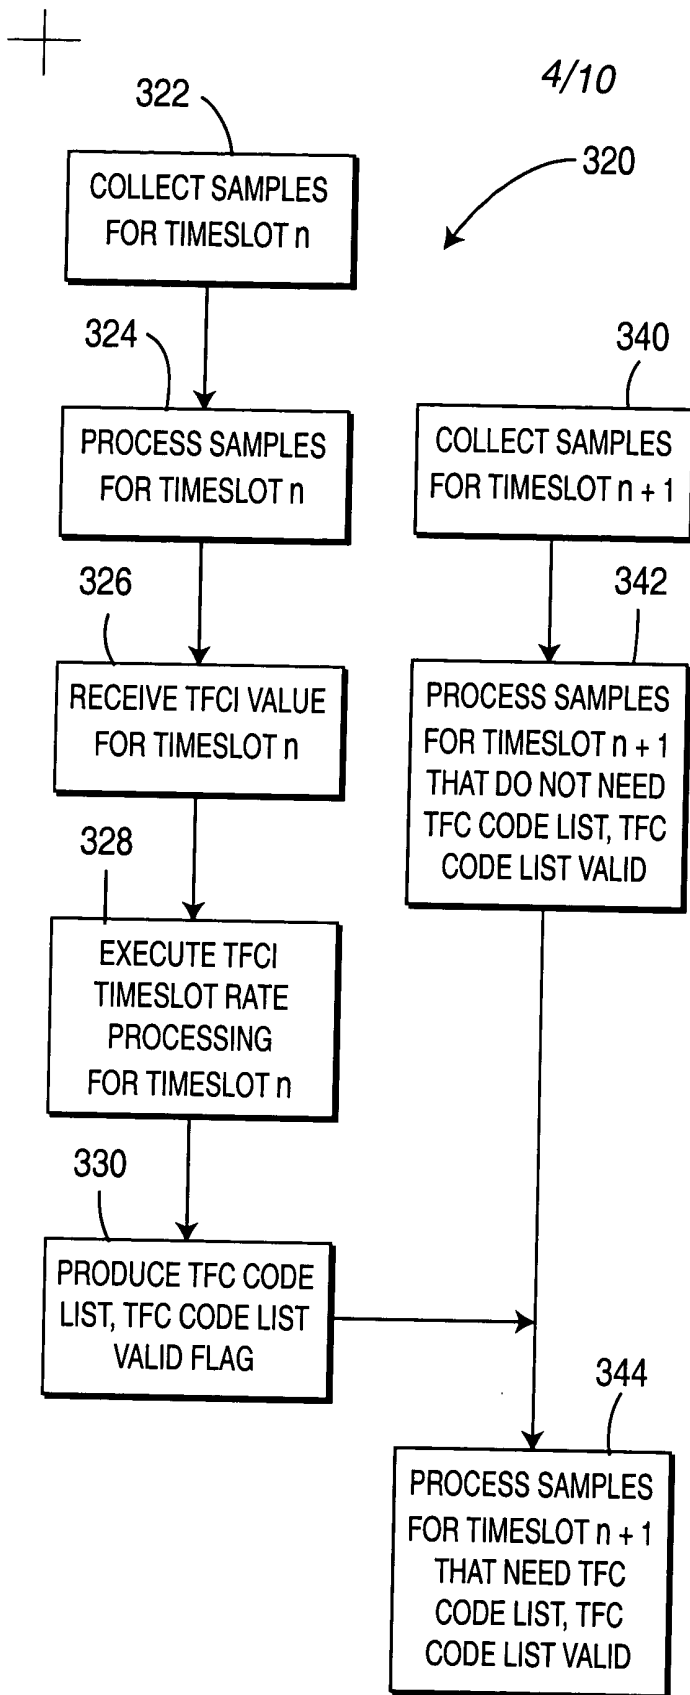 4/10
320
322
COLLECT SAMPLES
FOR TIMESLOT n
324
PROCESS SAMPLES
FOR TIMESLOT n
326
RECEIVE TFCI VALUE
FOR TIMESLOT n
328
EXECUTE TFCI
TIMESLOT RATE
PROCESSING
FOR TIMESLOT n
330
PRODUCE TFC CODE
LIST, TFC CODE LIST
VALID FLAG
340
COLLECT SAMPLES
FOR TIMESLOT n + 1
342
PROCESS SAMPLES
FOR TIMESLOT n + 1
THAT DO NOT NEED
TFC CODE LIST, TFC
CODE LIST VALID
344
PROCESS SAMPLES
FOR TIMESLOT n + 1
THAT NEED TFC
CODE LIST, TFC
CODE LIST VALID